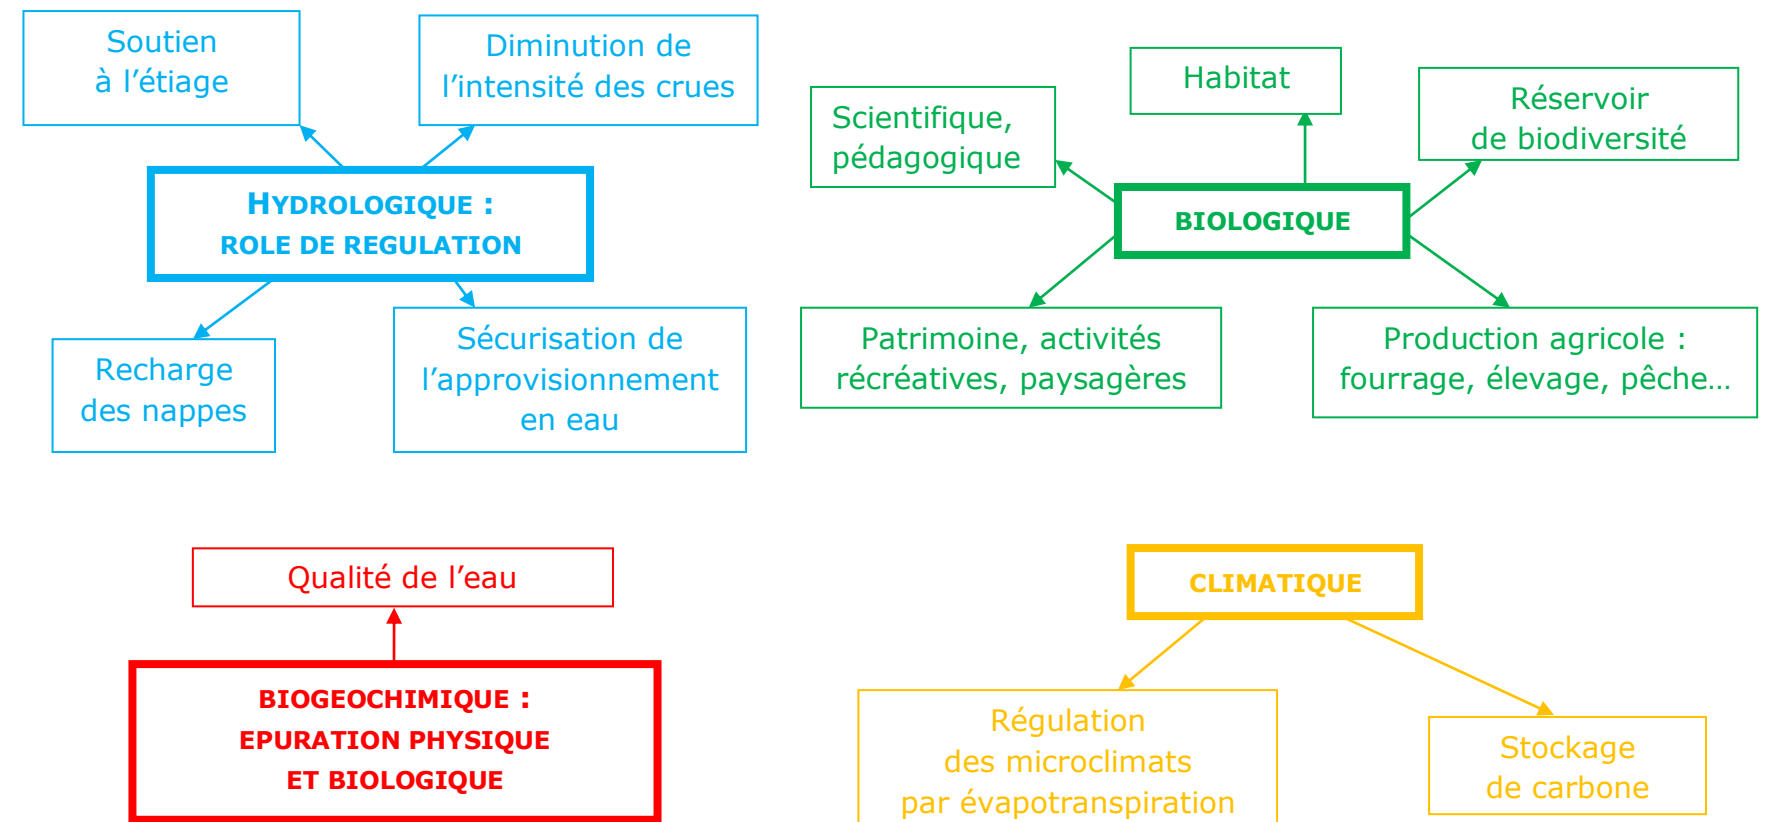 Soutien
à l’étiage
Diminution de
l’intensité des crues
HYDROLOGIQUE :
ROLE DE REGULATION
Recharge
des nappes
Sécurisation de
l’approvisionnement
en eau
Scientifique,
pédagogique
Habitat
Réservoir
de biodiversité
BIOLOGIQUE
Patrimoine, activités
récréatives, paysagères
Production agricole :
fourrage, élevage, pêche…
Qualité de l’eau
BIOGEOCHIMIQUE :
EPURATION PHYSIQUE
ET BIOLOGIQUE
CLIMATIQUE
Régulation
des microclimats
par évapotranspiration
Stockage
de carbone